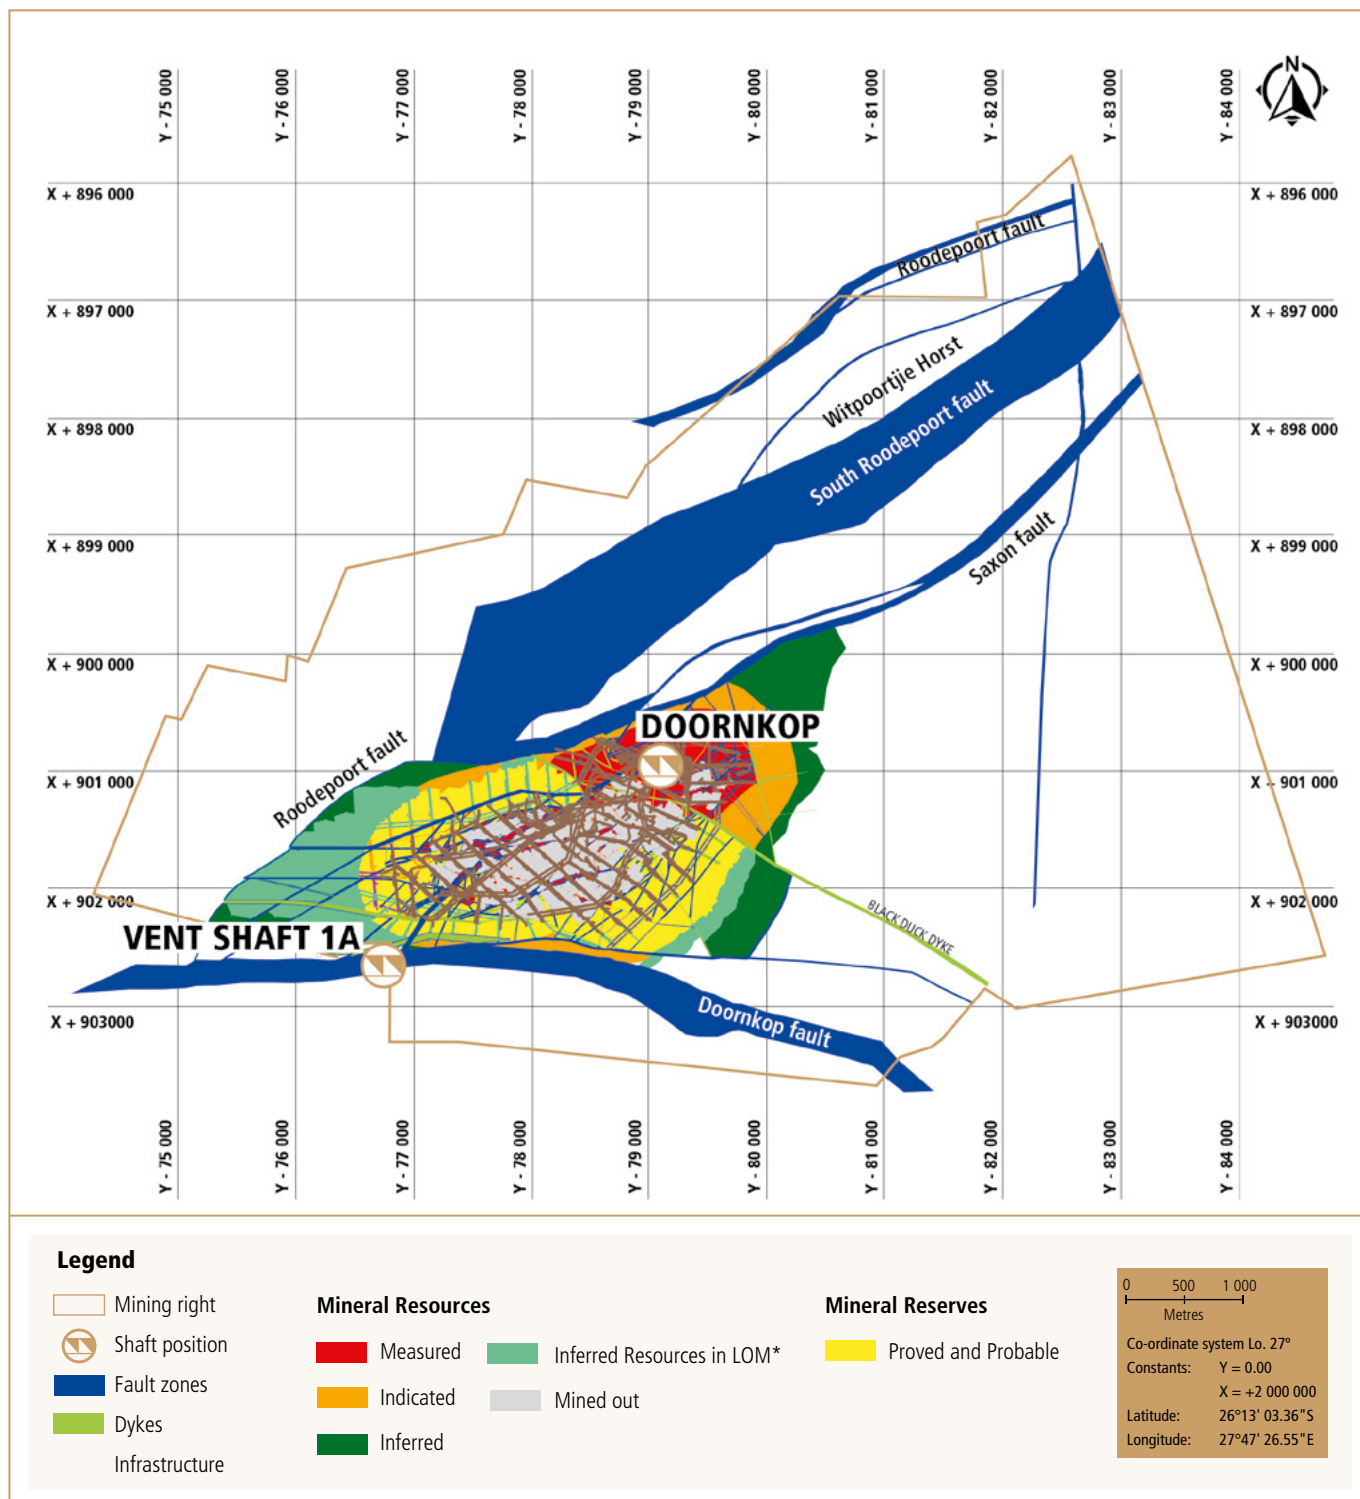 Y - 75 000
Y - 76 000
Y - 77 000
Y - 78 000
Y - 79 000
Y - 80 000
Y - 81 000
Y - 82 000
Y - 83 000
Y - 84 000
N
X + 896 000
X + 896 000
Roodepoort fault
X + 897 000
X + 897 000
Witpoortjie Horst
X + 898 000
X + 898 000
South Roodepoort fault
X + 899 000
X + 899 000
Saxon fault
X + 900 000
X + 900 000
DOORNKOP
Roodepoort fault
X + 901 000
X + 901 000
X + 902 000
X + 902 000
BLACK DUCK DYKE
VENT SHAFT 1A
X + 903000
X + 903000
Doornkop fault
Y - 75 000
Y - 76 000
Y - 77 000
Y - 78 000
Y - 79 000
Y - 80 000
Y - 81 000
Y - 82 000
Y - 83 000
Y - 84 000
Legend
Mining right
Shaft position
Fault zones
Dykes
Infrastructure
Mineral Resources
Measured
Indicated
Inferred
Inferred Resources in LOM*
Mined out
Mineral Reserves
Proved and Probable
0 500 1 000
Metres
Co-ordinate system Lo. 27º
Constants: Y = 0.00
X = +2 000 000
Latitude: 26º13' 03.36"S
Longitude: 27º47' 26.55"E